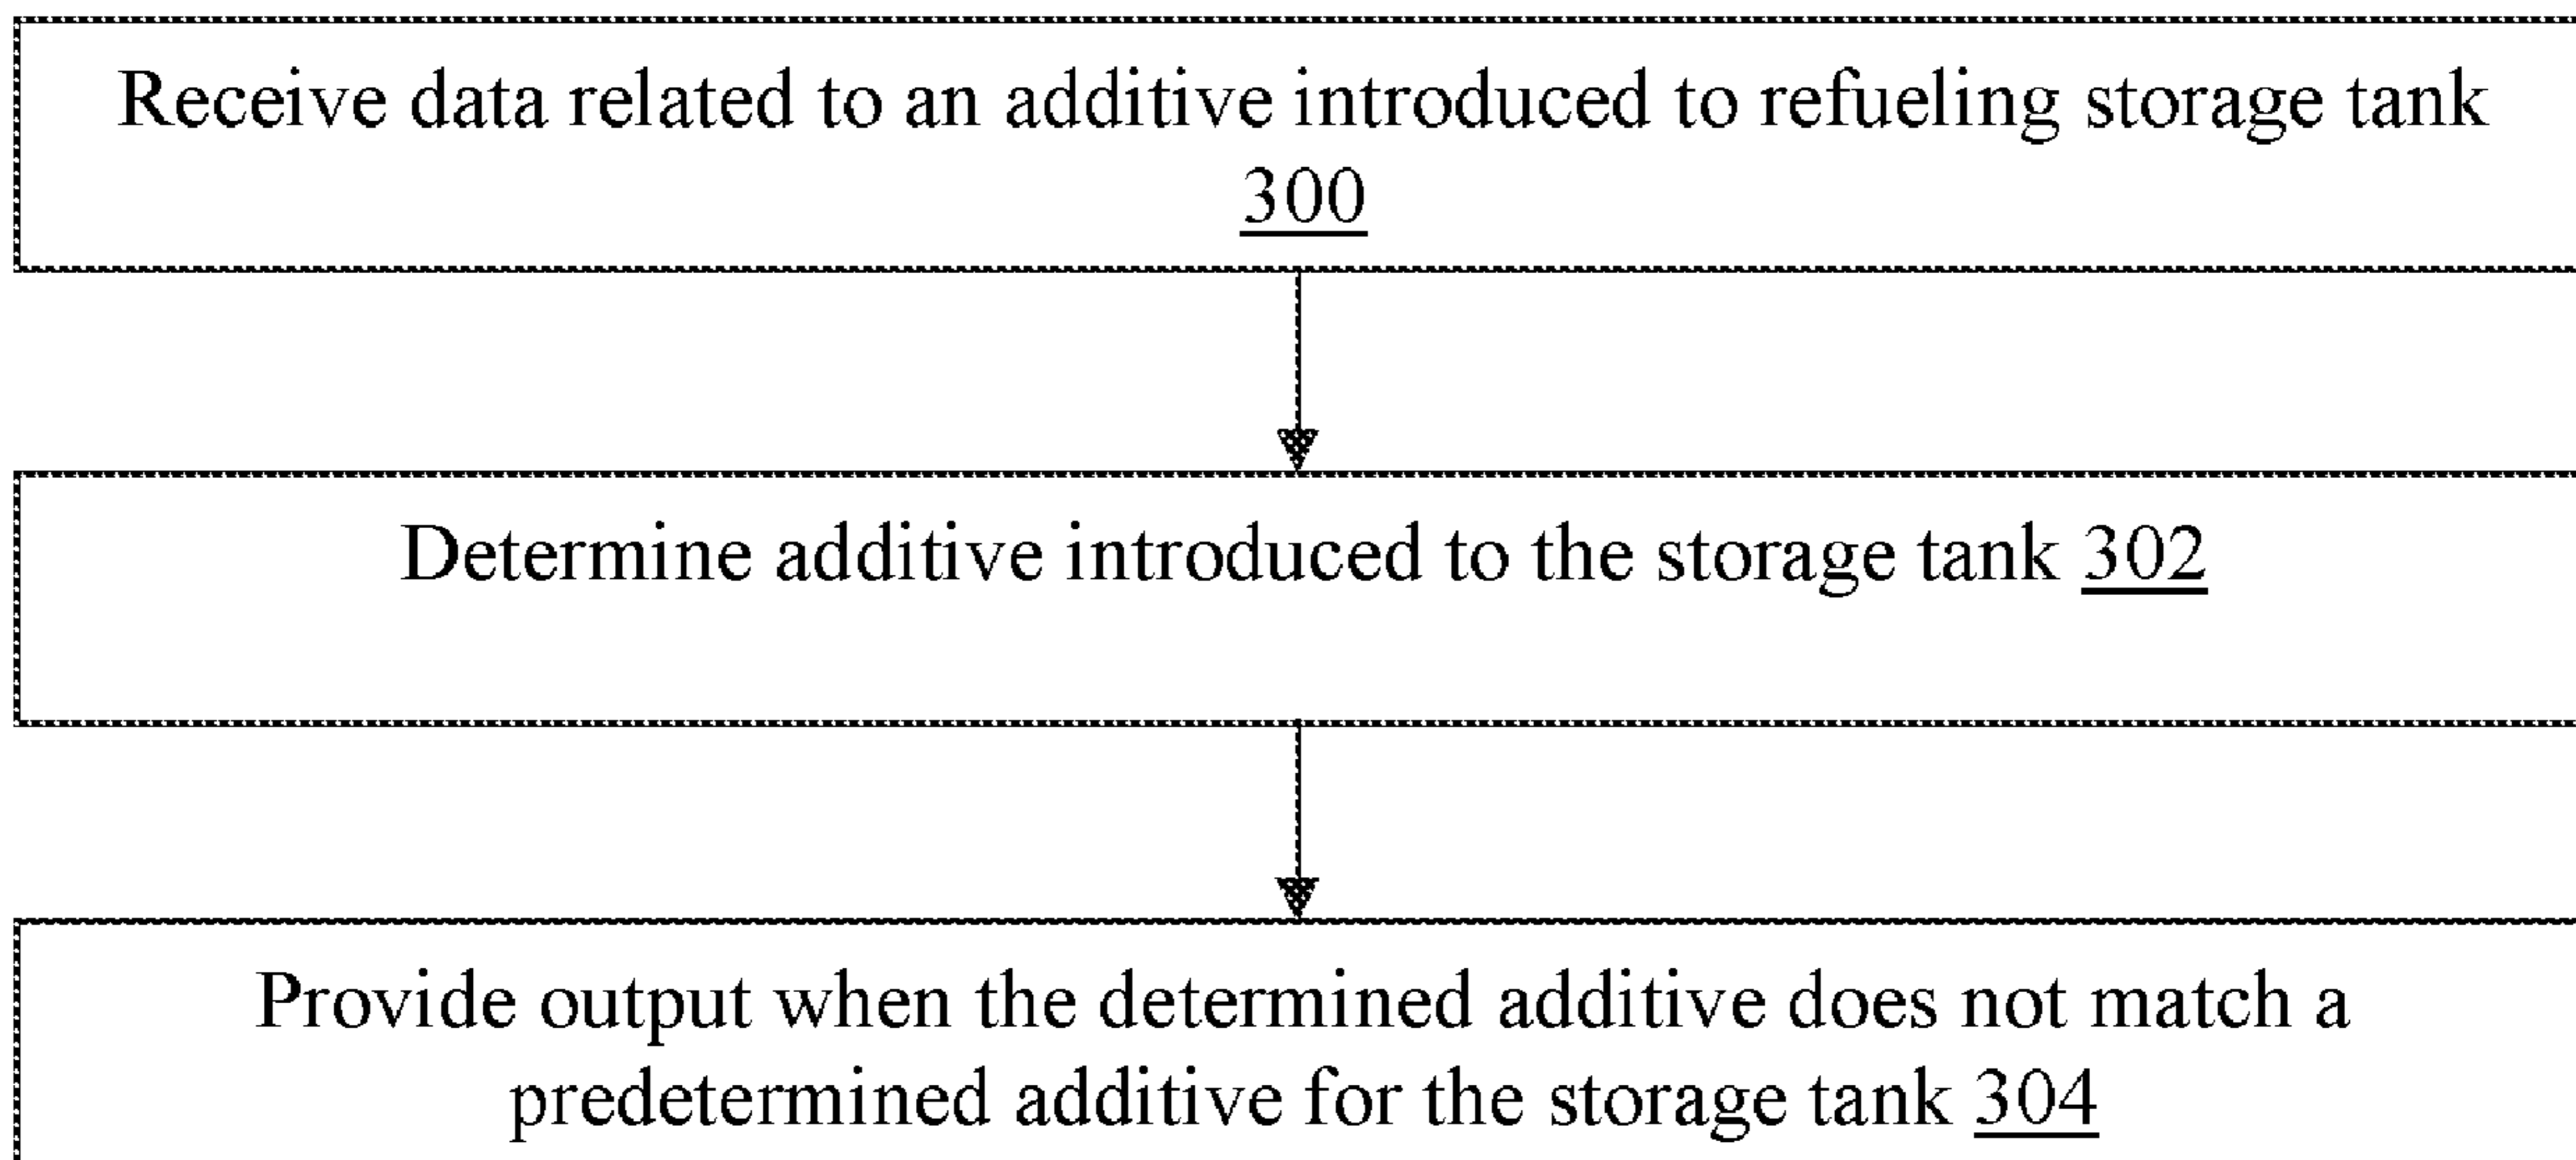 Receive data related to an additive introduced to refueling storage tank
300
Determine additive introduced to the storage tank 302
Provide output when the determined additive does not match a
predetermined additive for the storage tank 304